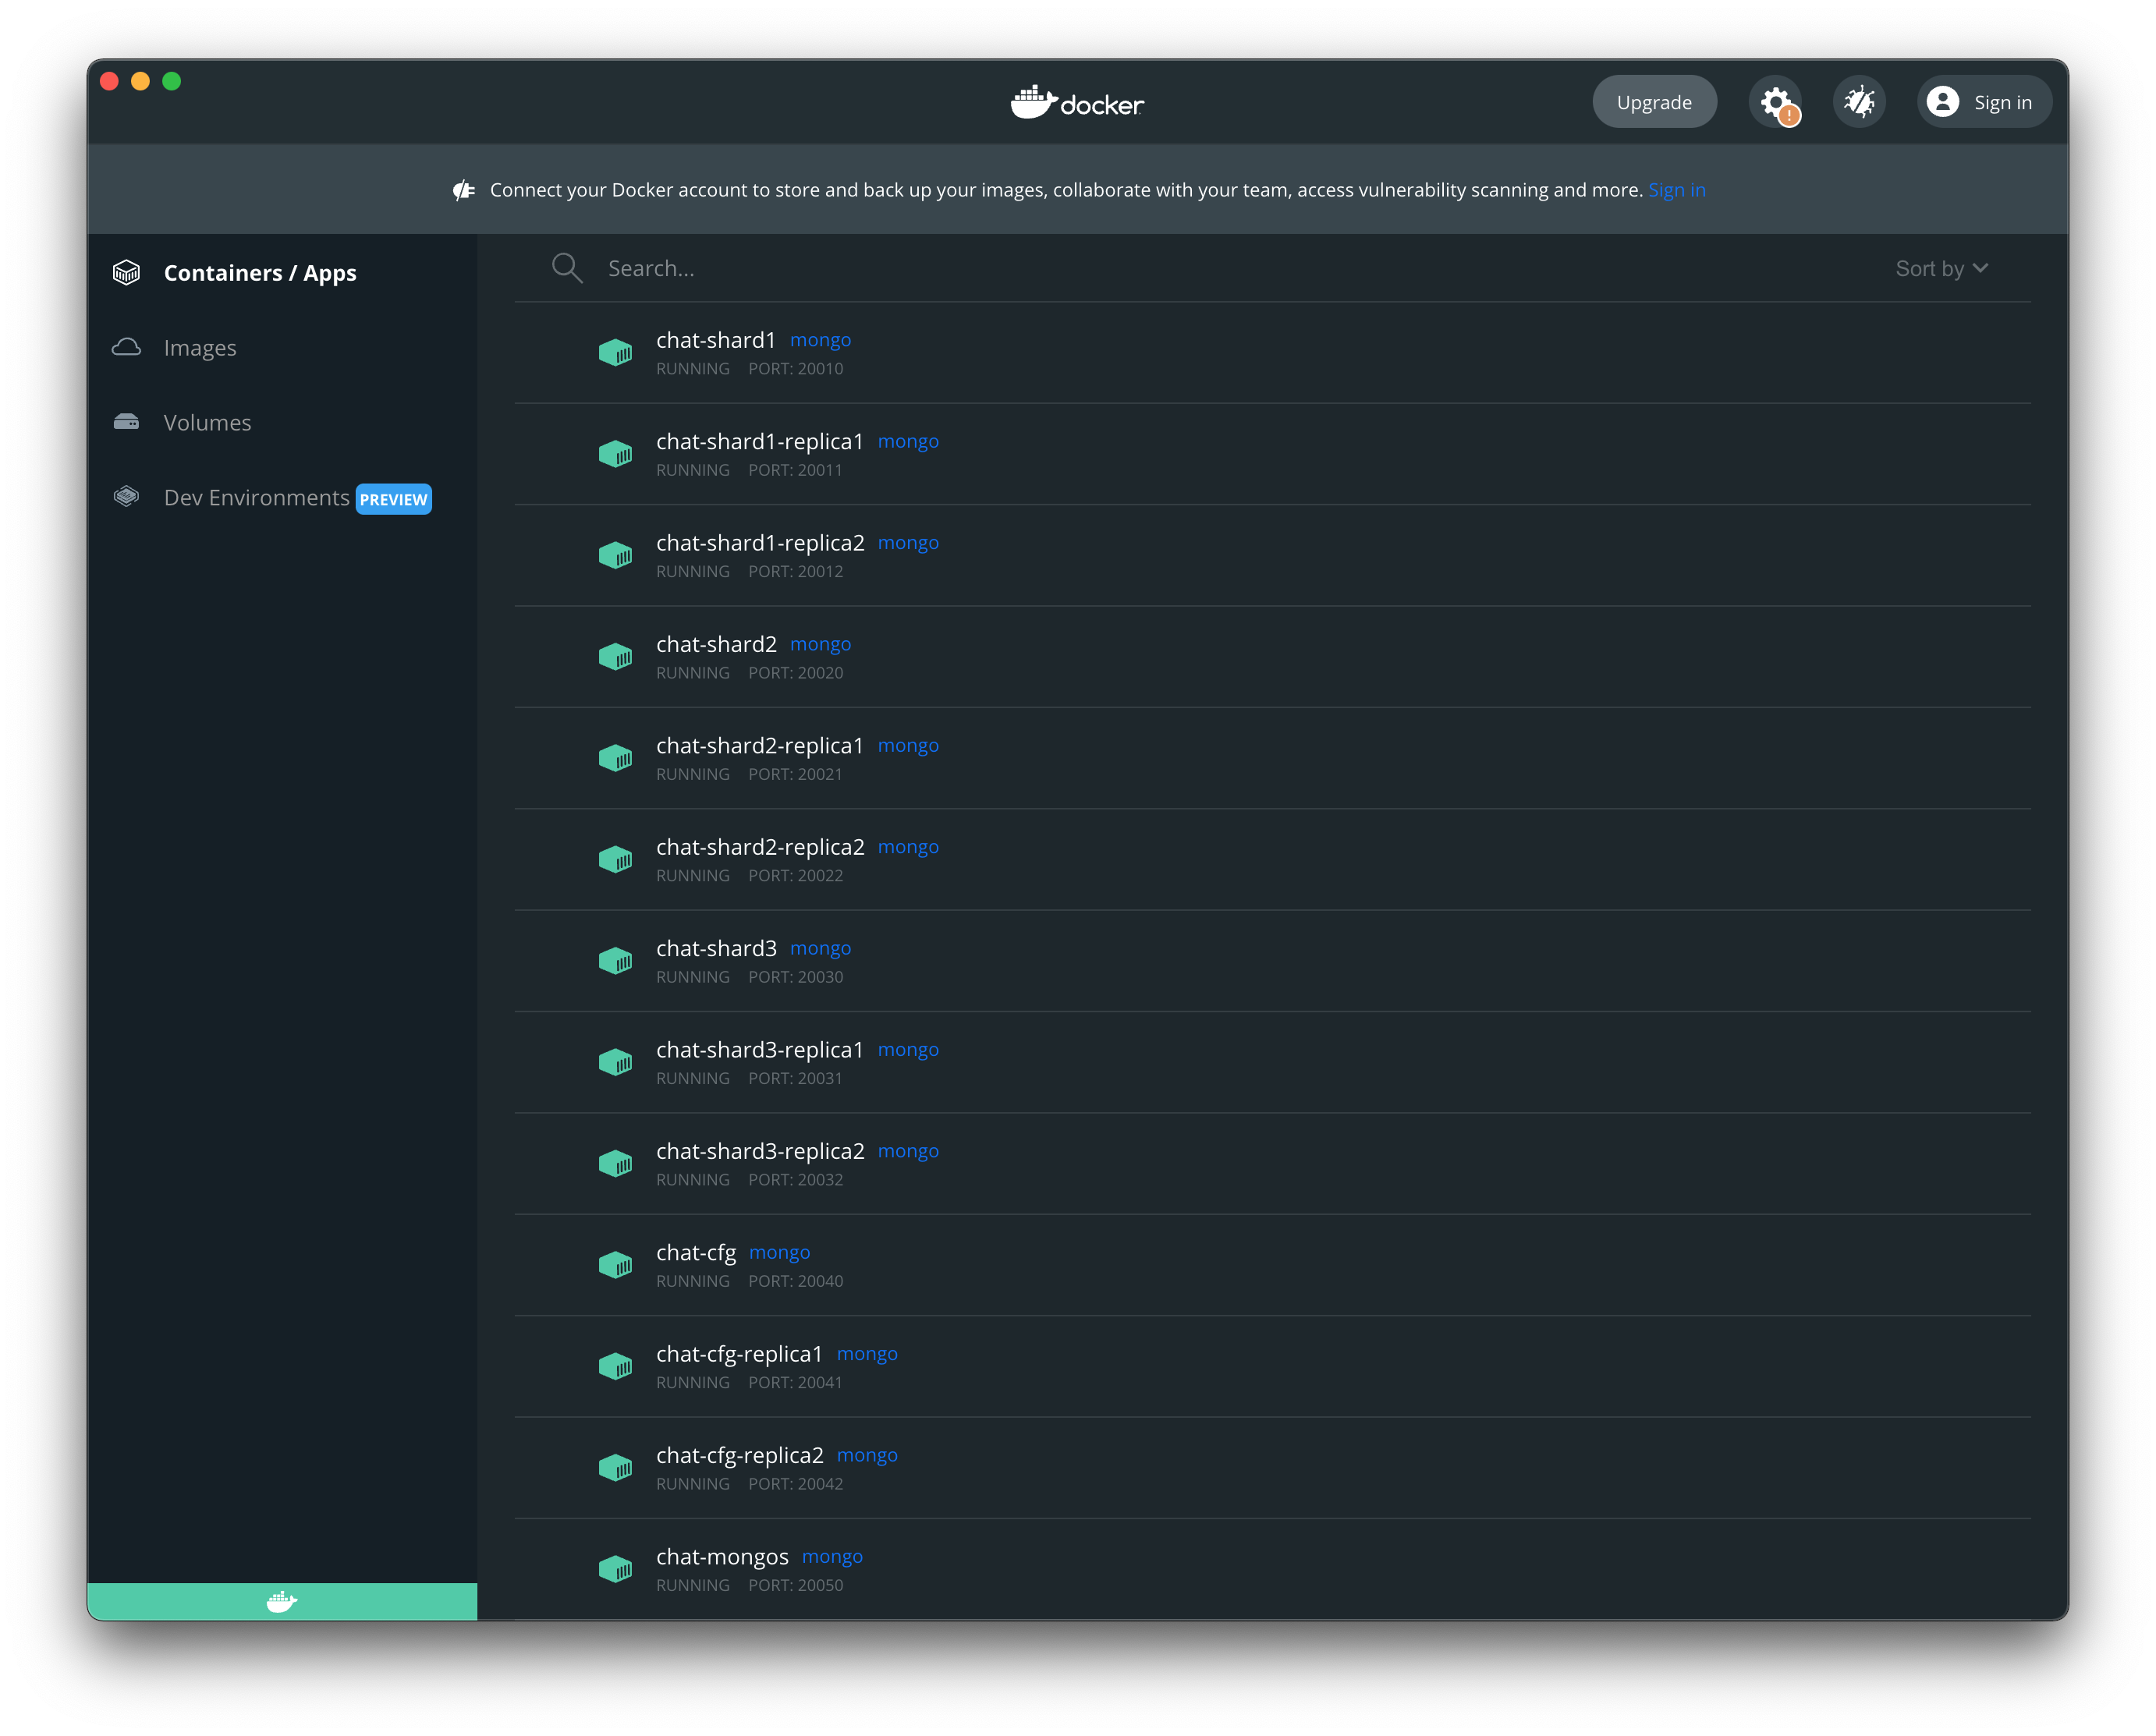 docker
Upgrade
Sign in
Connect your Docker account to store and back up your images, collaborate with your team, access vulnerability scanning and more. Sign in
Containers / Apps
Images
Volumes
Dev Environments PREVIEW
Search...
Sort by
chat-shard1 mongo
RUNNING PORT: 20010
chat-shard1-replica1 mongo
RUNNING PORT: 20011
chat-shard1-replica2 mongo
RUNNING PORT: 20012
chat-shard2 mongo
RUNNING PORT: 20020
chat-shard2-replica1 mongo
RUNNING PORT: 20021
chat-shard2-replica2 mongo
RUNNING PORT: 20022
chat-shard3 mongo
RUNNING PORT: 20030
chat-shard3-replica1 mongo
RUNNING PORT: 20031
chat-shard3-replica2 mongo
RUNNING PORT: 20032
chat-cfg mongo
RUNNING PORT: 20040
chat-cfg-replica1 mongo
RUNNING PORT: 20041
chat-cfg-replica2 mongo
RUNNING PORT: 20042
chat-mongos mongo
RUNNING PORT: 20050